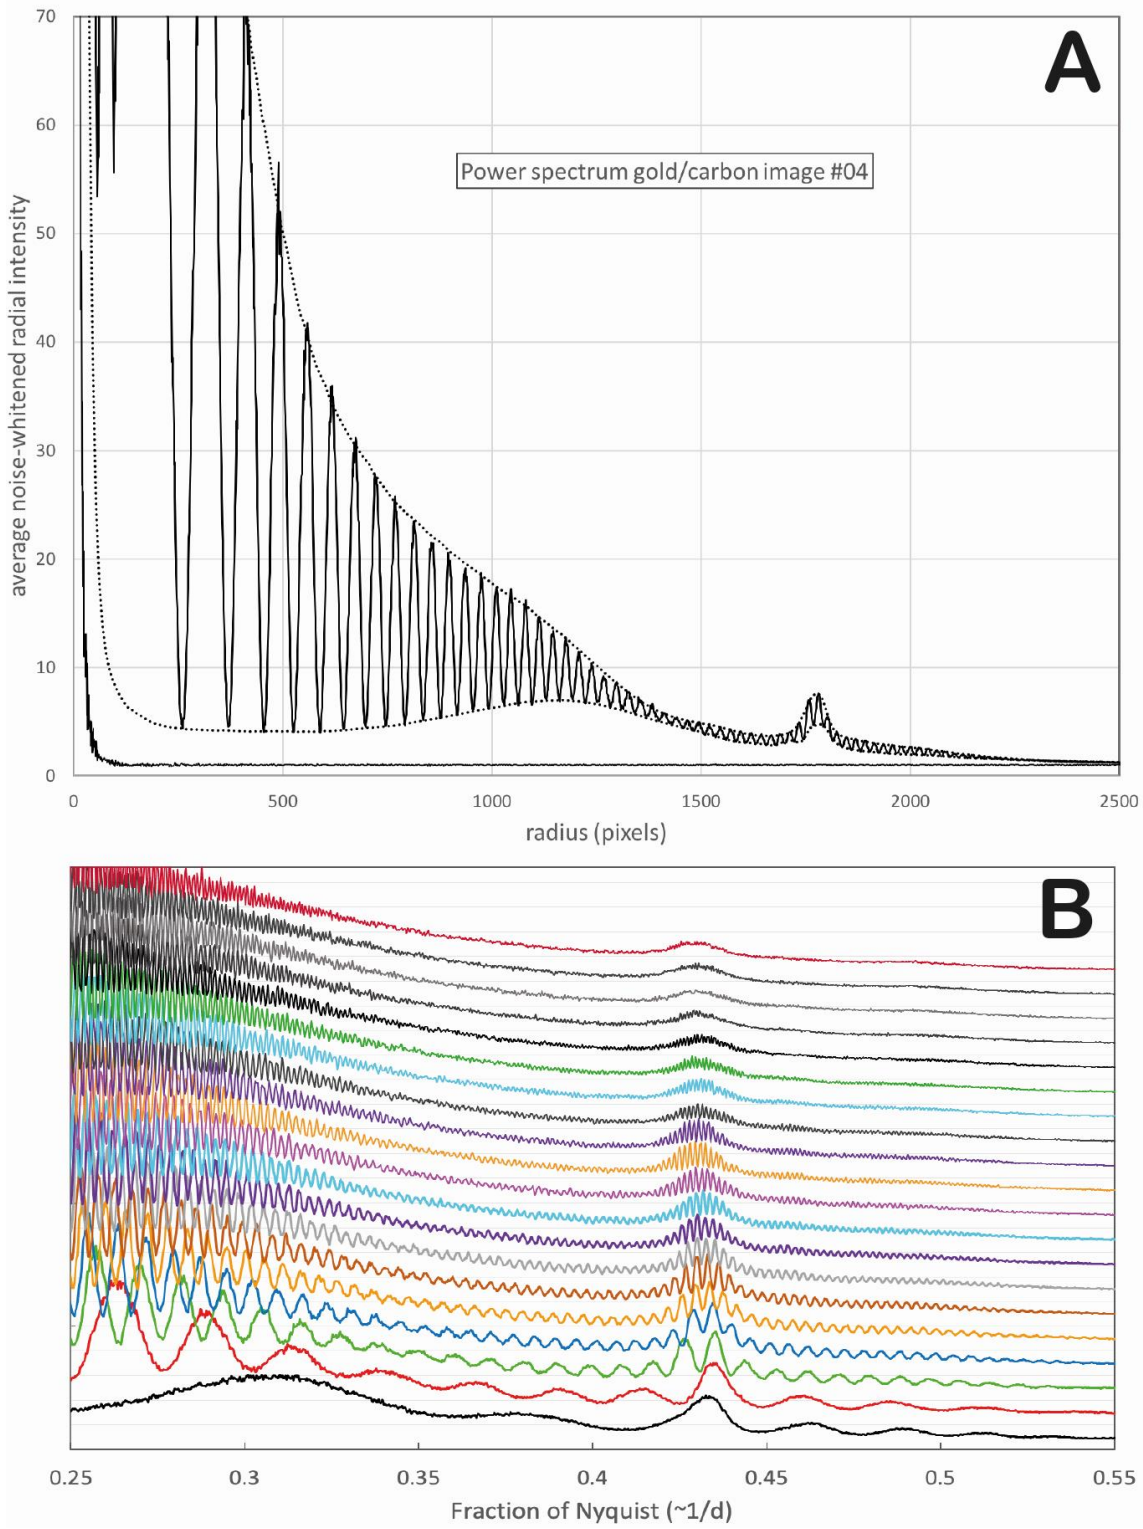 A
70
60
50
40
30
20
10
0
average noise-whitened radial intensity
Power spectrum gold/carbon image #04
0 500 1000 1500 2000 2500
radius (pixels)
B
0.25 0.3 0.35 0.4 0.45 0.5 0.55
Fraction of Nyquist (~1/d)